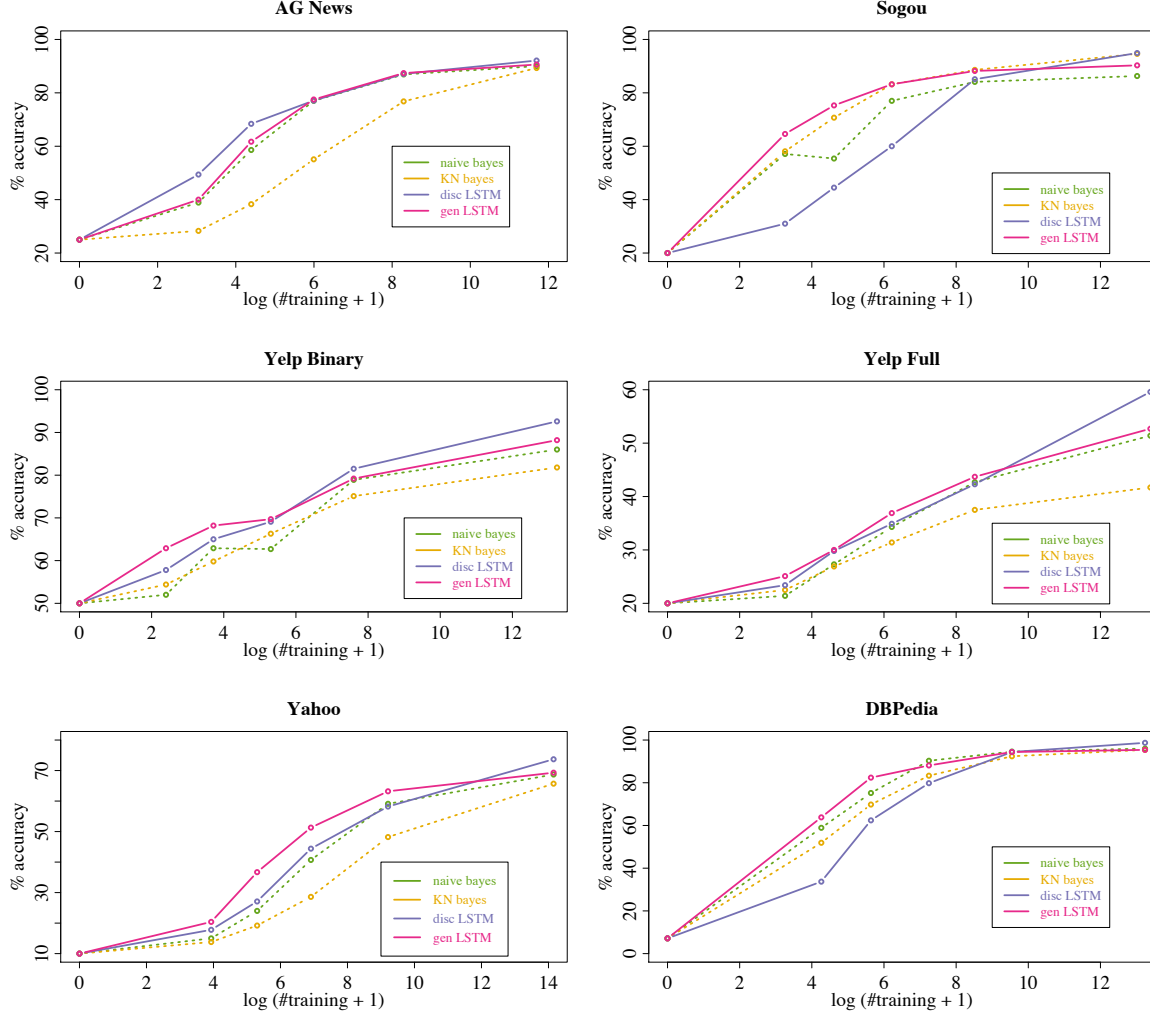 AG News
% accuracy
20 40 60 80 100
naive bayes
KN bayes
disc LSTM
gen LSTM
0 2 4 6 8 10 12
log (#training + 1)
Sogou
% accuracy
20 40 60 80 100
naive bayes
KN bayes
disc LSTM
gen LSTM
0 2 4 6 8 10 12
log (#training + 1)
Yelp Binary
% accuracy
50 60 70 80 90 100
naive bayes
KN bayes
disc LSTM
gen LSTM
0 2 4 6 8 10 12
log (#training + 1)
Yelp Full
% accuracy
20 30 40 50 60
naive bayes
KN bayes
disc LSTM
gen LSTM
0 2 4 6 8 10 12
log (#training + 1)
Yahoo
% accuracy
10 30 50 70
naive bayes
KN bayes
disc LSTM
gen LSTM
0 2 4 6 8 10 12 14
log (#training + 1)
DBPedia
% accuracy
0 20 40 60 80 100
naive bayes
KN bayes
disc LSTM
gen LSTM
0 2 4 6 8 10 12
log (#training + 1)